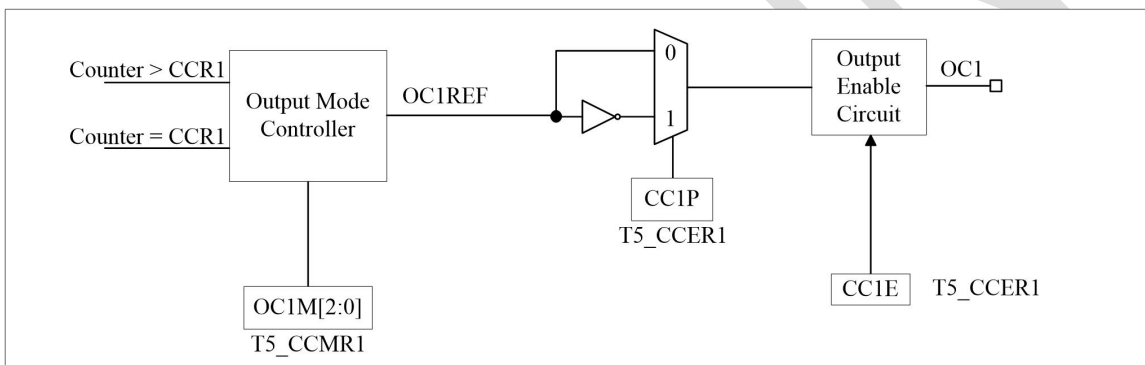 Counter > CCR1
Counter = CCR1
Output Mode
Controller
OC1REF
0
1
Output
Enable
Circuit
OC1
CC1P
T5_CCER1
OC1M[2:0]
T5_CCMR1
CC1E
T5_CCER1